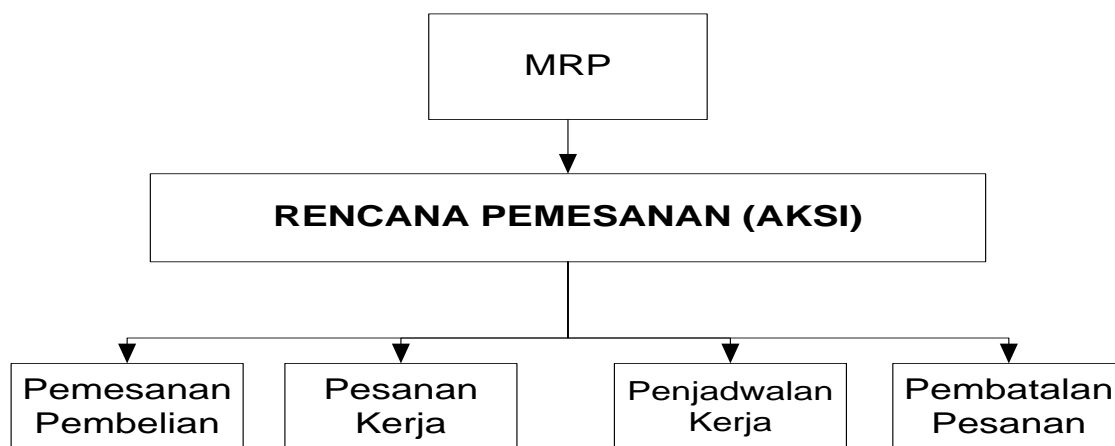 MRP
RENCANA PEMESANAN (AKSI)
Pemesanan
Pembelian
Pesanan
Kerja
Penjadwalan
Kerja
Pembatalan
Pesanan